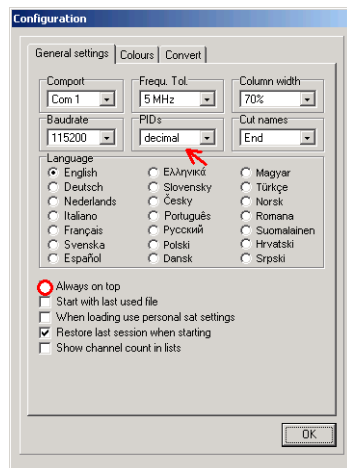 Configuration
General settings Colours Convert
Comport Frequ. Tol. Column width
Com 1 5 MHz 70%
Baudrate PIDs Cut names
115200 decimal End
Language
English Ελληνικά Magyar
Deutsch Slovensky Türkçe
Nederlands Česky Norsk
Italiano Português Romana
Français Русский Suomalainen
Svenska Polski Hrvatski
Español Dansk Srpski
Always on top
Start with last used file
When loading use personal sat settings
Restore last session when starting
Show channel count in lists
OK